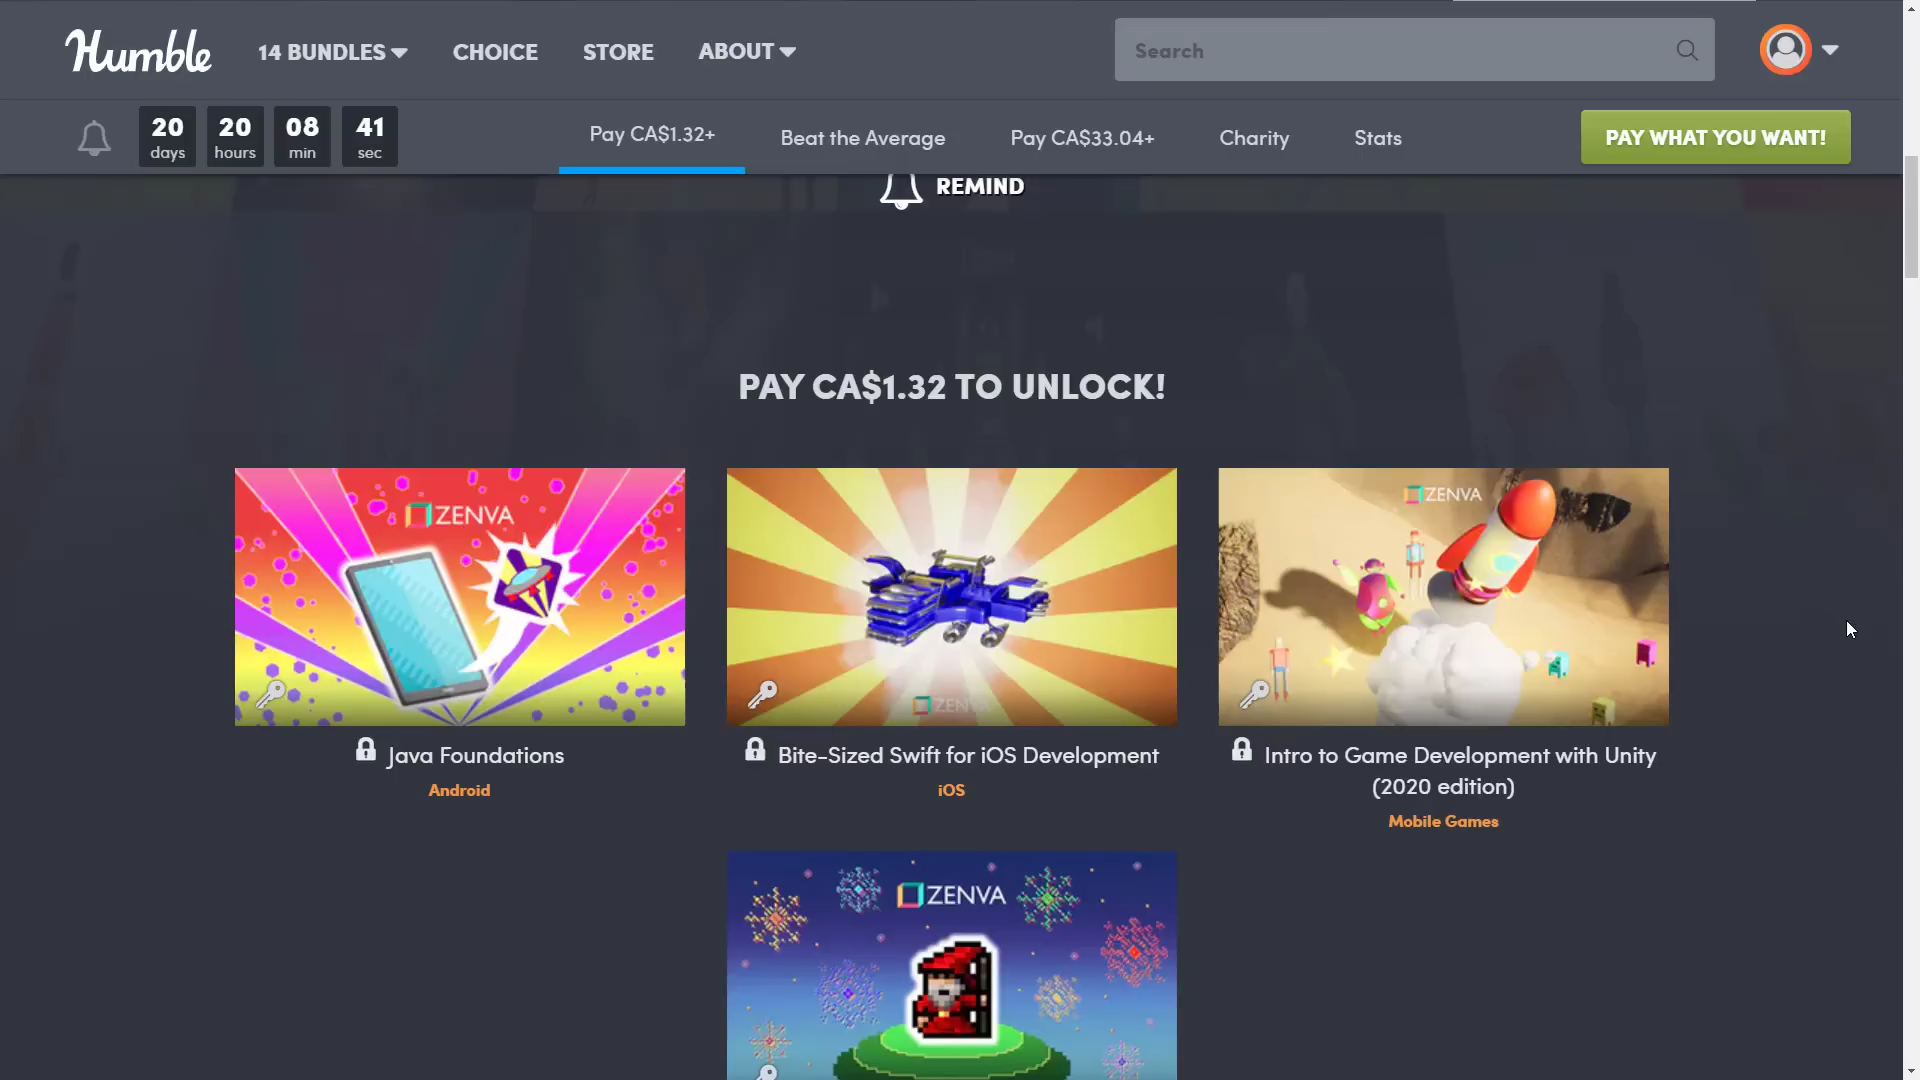 Humble
14 BUNDLES
CHOICE
STORE
ABOUT
Search
20 days
20 hours
08 min
41 sec
Pay CA$1.32+
Beat the Average
Pay CA$33.04+
Charity
Stats
PAY WHAT YOU WANT!
REMIND
PAY CA$1.32 TO UNLOCK!
ZENVA
ZENVA
ZENVA
Java Foundations
Android
Bite-Sized Swift for iOS Development
iOS
Intro to Game Development with Unity
(2020 edition)
Mobile Games
ZENVA